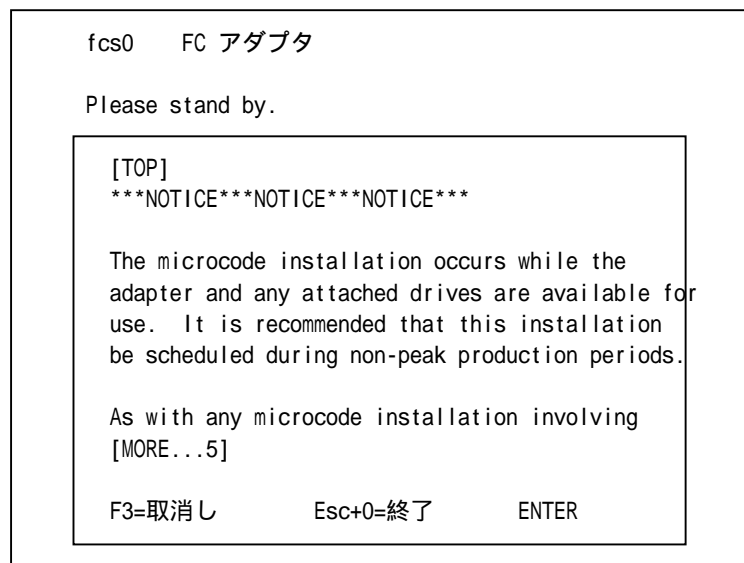 fcs0    FC アダプタ
Please stand by.
[TOP]
***NOTICE***NOTICE***NOTICE***
The microcode installation occurs while the
adapter and any attached drives are available for
use.  It is recommended that this installation
be scheduled during non-peak production periods.
As with any microcode installation involving
[MORE...5]
F3=取消し    Esc+0=終了    ENTER